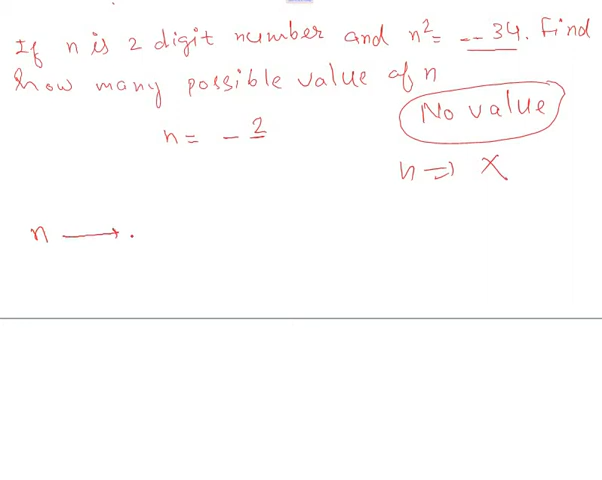 If n is 2 digit number and n² = _ _ 34. Find
how many possible value of n
No value
n = _ 2
n => X
n → .